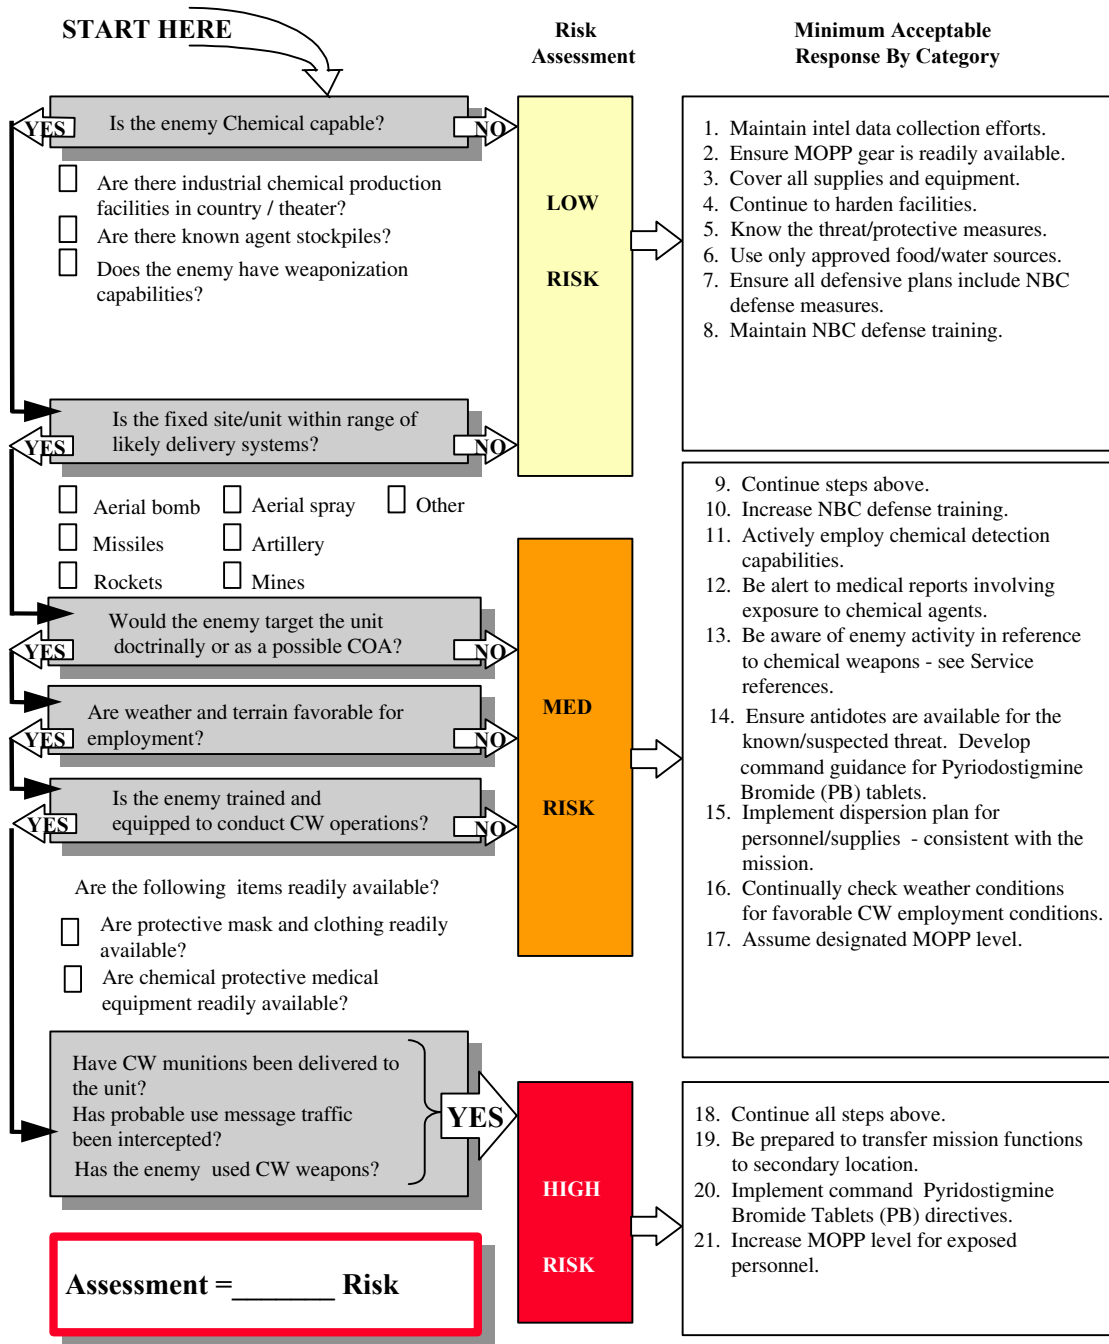 START HERE
Risk
Assessment
Minimum Acceptable
Response By Category
YES
Is the enemy Chemical capable?
NO
Are there industrial chemical production
facilities in country / theater?
Are there known agent stockpiles?
Does the enemy have weaponization
capabilities?
LOW
RISK
1. Maintain intel data collection efforts.
2. Ensure MOPP gear is readily available.
3. Cover all supplies and equipment.
4. Continue to harden facilities.
5. Know the threat/protective measures.
6. Use only approved food/water sources.
7. Ensure all defensive plans include NBC
defense measures.
8. Maintain NBC defense training.
YES
Is the fixed site/unit within range of
likely delivery systems?
NO
Aerial bomb
Aerial spray
Other
Missiles
Artillery
Rockets
Mines
YES
Would the enemy target the unit
doctrinally or as a possible COA?
NO
YES
Are weather and terrain favorable for
employment?
NO
YES
Is the enemy trained and
equipped to conduct CW operations?
NO
MED
RISK
9. Continue steps above.
10. Increase NBC defense training.
11. Actively employ chemical detection
capabilities.
12. Be alert to medical reports involving
exposure to chemical agents.
13. Be aware of enemy activity in reference
to chemical weapons - see Service
references.
14. Ensure antidotes are available for the
known/suspected threat. Develop
command guidance for Pyriodostigmine
Bromide (PB) tablets.
15. Implement dispersion plan for
personnel/supplies - consistent with the
mission.
16. Continually check weather conditions
for favorable CW employment conditions.
17. Assume designated MOPP level.
Are the following items readily available?
Are protective mask and clothing readily
available?
Are chemical protective medical
equipment readily available?
Have CW munitions been delivered to
the unit?
Has probable use message traffic
been intercepted?
Has the enemy used CW weapons?
YES
HIGH
RISK
18. Continue all steps above.
19. Be prepared to transfer mission functions
to secondary location.
20. Implement command Pyridostigmine
Bromide Tablets (PB) directives.
21. Increase MOPP level for exposed
personnel.
Assessment =_______ Risk